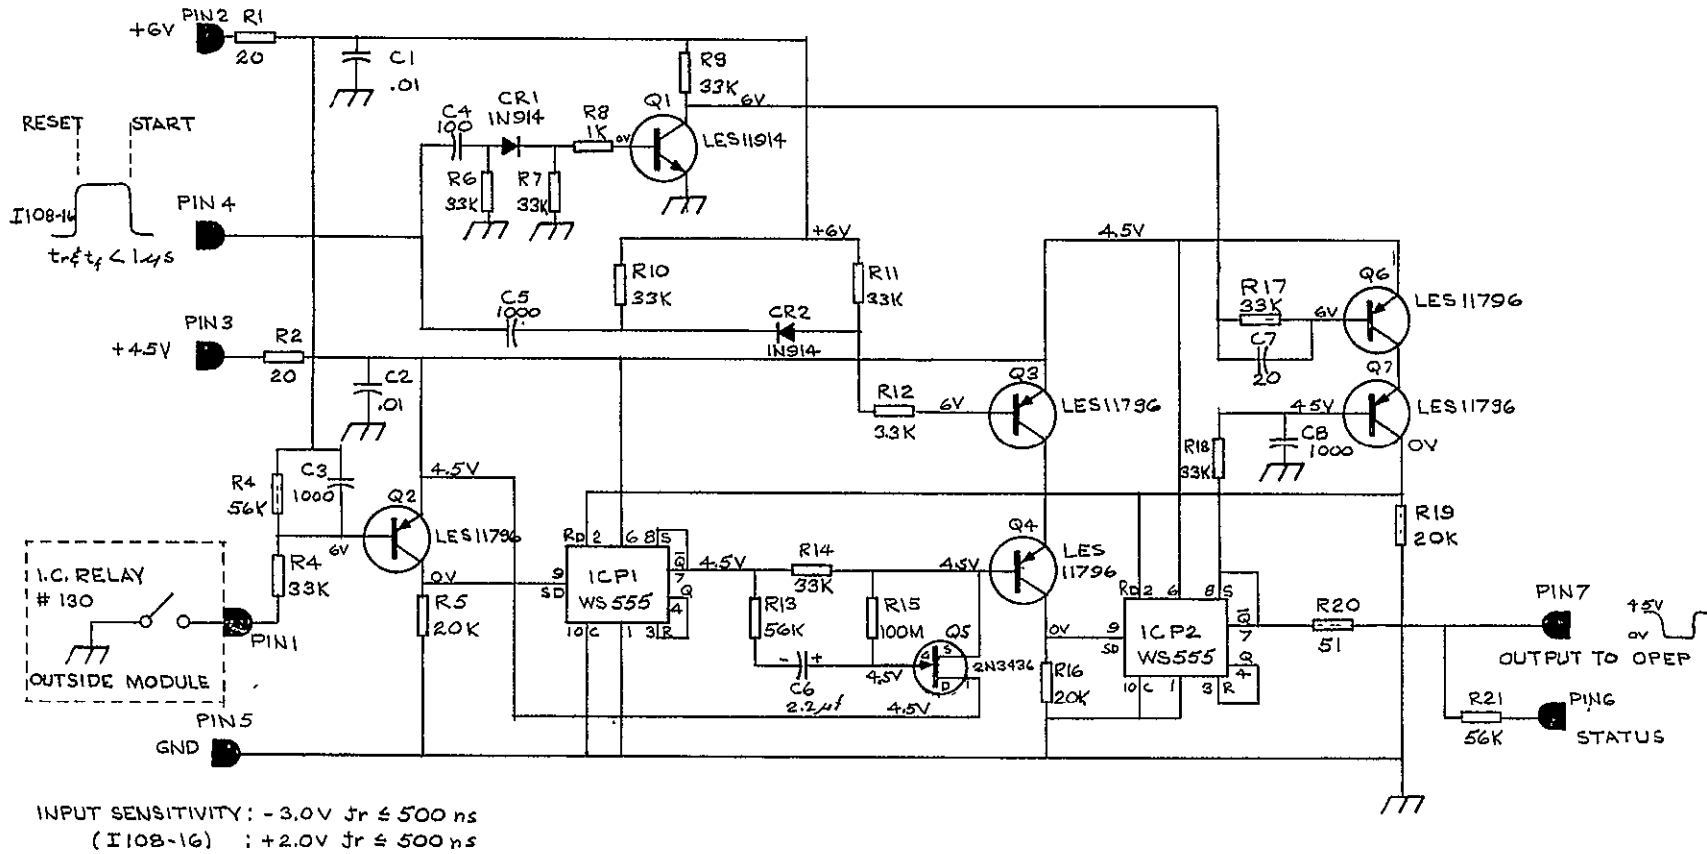 PIN2
+6V
R1
20
C1
.01
R9
33K
6V
RESET
START
I108-16
tr & tf < 1µs
PIN 4
C4
100
CR1
1N914
R8
1K
0V
Q1
LES11914
R6
33K
R7
33K
+6V
4.5V
R10
33K
R11
33K
C5
1000
CR2
1N914
R17
33K
6V
C7
20
Q6
LES11796
PIN3
+4.5V
R2
20
C2
.01
R12
3.3K
6V
Q3
LES11796
Q7
LES11796
4.5V
0V
C8
1000
R18
33K
R4
56K
C3
1000
6V
Q2
LES11796
4.5V
R19
20K
I.C. RELAY
# 130
R4
33K
PIN1
OUTSIDE MODULE
0V
R5
20K
RD 2 6 8 S
9
SD
ICP1
WS555
Q1
7
Q
4
10 C 1 3 R
4.5V
R14
33K
4.5V
Q4
LES
11796
R13
56K
R15
100M
Q5
G
S
D
1
2N3436
- +
C6
2.2µf
4.5V
4.5V
0V
R16
20K
RD 2 6 8 S
9
SD
ICP2
WS555
Q1
7
Q
4
10 C 1 3 R
R20
51
PIN7
4.5V
0V
OUTPUT TO OPEP
R21
56K
PIN6
STATUS
PIN5
GND
INPUT SENSITIVITY: -3.0V tr ≤ 500 ns
(I108-16) ; +2.0V tr ≤ 500 ns